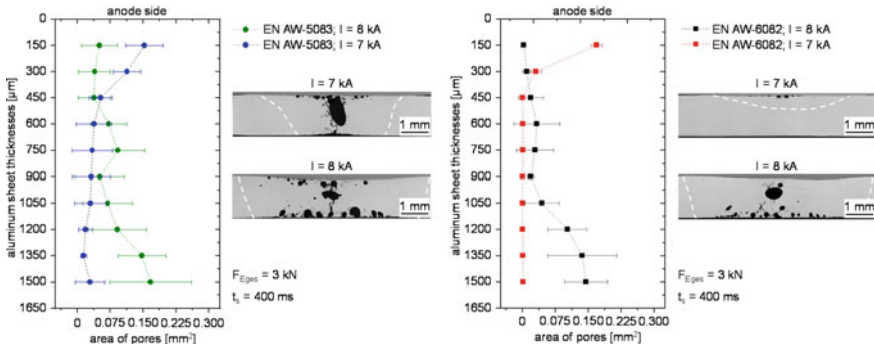 anode side
0
150
300
450
600
750
900
1050
1200
1350
1500
1650
aluminum sheet thicknesses [µm]
0
0.075
0.150
0.225
0.300
area of pores [mm²]
EN AW-5083; I = 8 kA
EN AW-5083; I = 7 kA
I = 7 kA
1 mm
I = 8 kA
1 mm
F_Eges = 3 kN
t_s = 400 ms
anode side
0
150
300
450
600
750
900
1050
1200
1350
1500
1650
aluminum sheet thicknesses [µm]
0
0.075
0.150
0.225
0.300
area of pores [mm²]
EN AW-6082; I = 8 kA
EN AW-6082; I = 7 kA
I = 7 kA
1 mm
I = 8 kA
1 mm
F_Eges = 3 kN
t_s = 400 ms